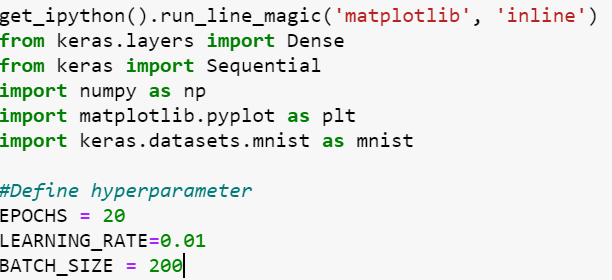 get_ipython().run_line_magic('matplotlib', 'inline')
from keras.layers import Dense
from keras import Sequential
import numpy as np
import matplotlib.pyplot as plt
import keras.datasets.mnist as mnist
#Define hyperparameter
EPOCHS = 20
LEARNING_RATE=0.01
BATCH_SIZE = 200